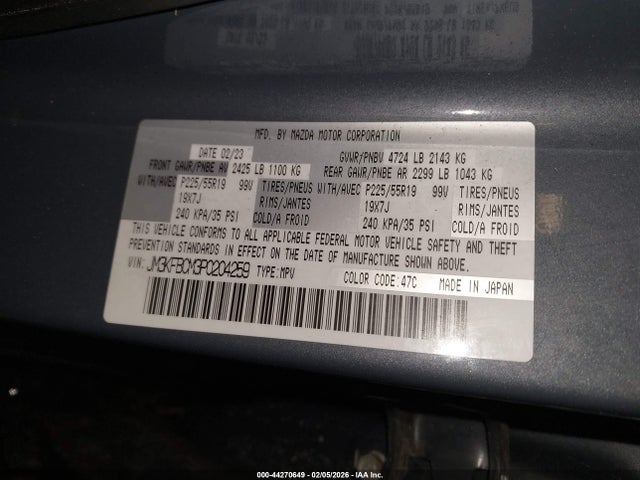 MFD. BY MAZDA MOTOR CORPORATION
DATE 02/23 GVWR/PNBV 4724 LB 2143 KG
FRONT GAWR/PNBE AV 2425 LB 1100 KG REAR GAWR/PNBE AR 2299 LB 1043 KG
WITH/AVEC P225/55R19 99V TIRES/PNEUS WITH/AVEC P225/55R19 99V TIRES/PNEUS
19X7J RIMS/JANTES 19X7J RIMS/JANTES
240 KPA/35 PSI COLD/A FROID 240 KPA/35 PSI COLD/A FROID
THIS VEHICLE CONFORMS TO ALL APPLICABLE FEDERAL MOTOR VEHICLE SAFETY AND THEFT
PREVENTION STANDARDS IN EFFECT ON THE DATE OF MANUFACTURE SHOWN ABOVE.
VIN: JM3KFBCM3P0204259 TYPE: MPV COLOR CODE: 47C MADE IN JAPAN
000-44270649 | 02/05/2026 - Copyright © - IAA Inc.